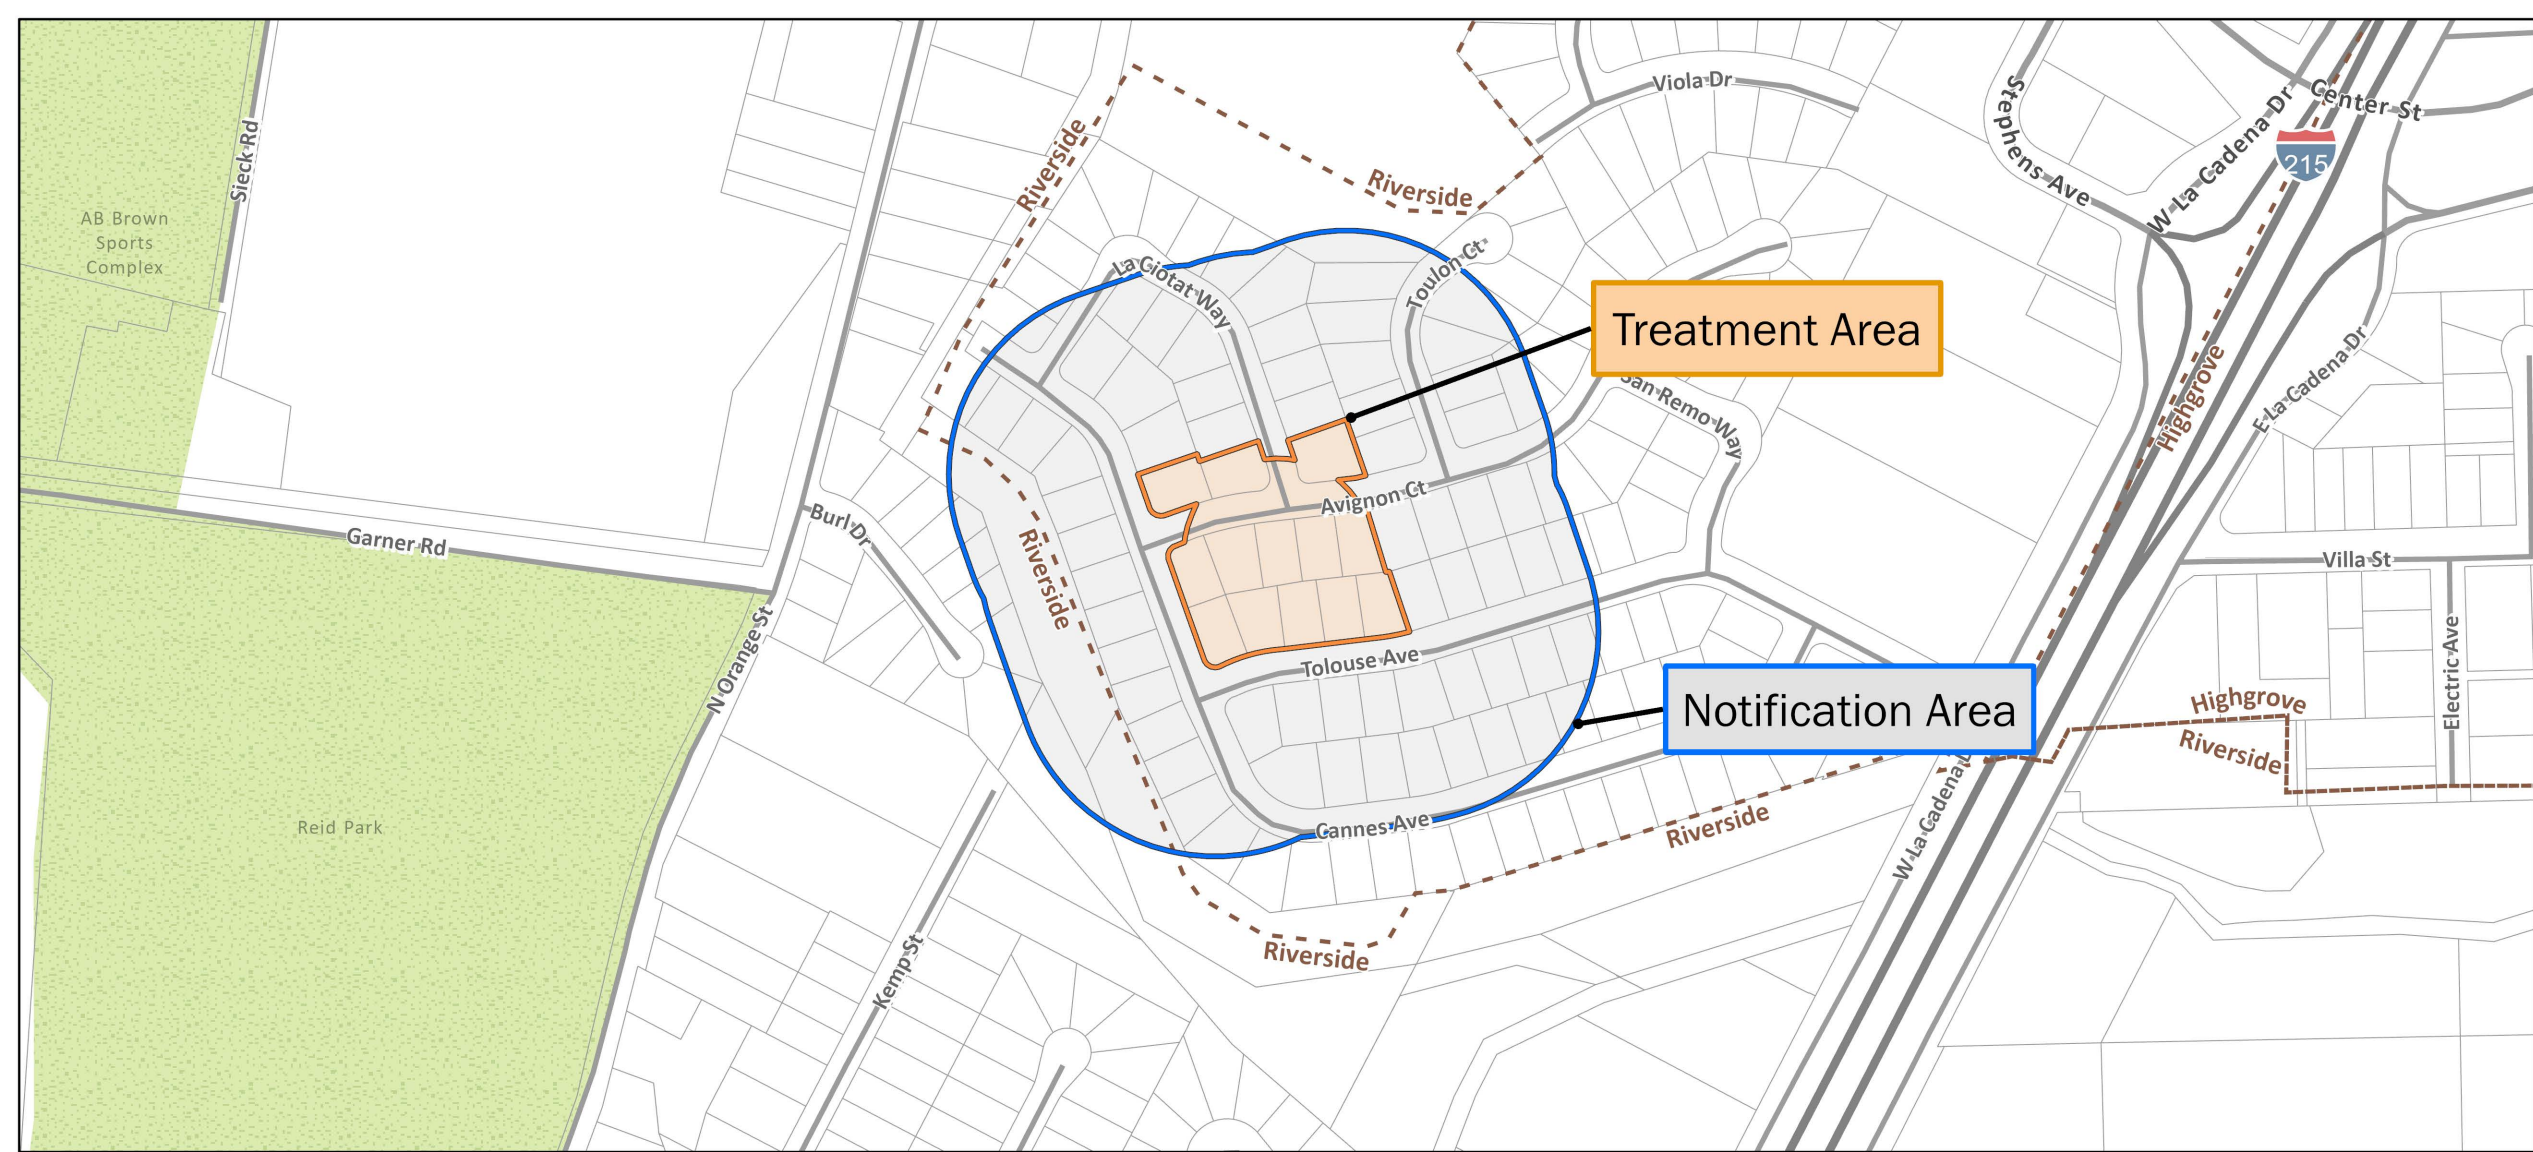 Viola Dr
Stephens Ave
W La Cadena Dr
Center St
215
Sieck Rd
Riverside
Riverside
AB Brown
Sports
Complex
La Ciotat Way
Toulon Ct
Treatment Area
San Remo Way
Highgrove
E La Cadena Dr
Avignon Ct
Burl Dr
Garner Rd
Riverside
Villa St
N Orange St
Tolouse Ave
Electric Ave
Notification Area
Highgrove
Riverside
Reid Park
Cannes Ave
Riverside
W La Cadena
Kemp St
Riverside